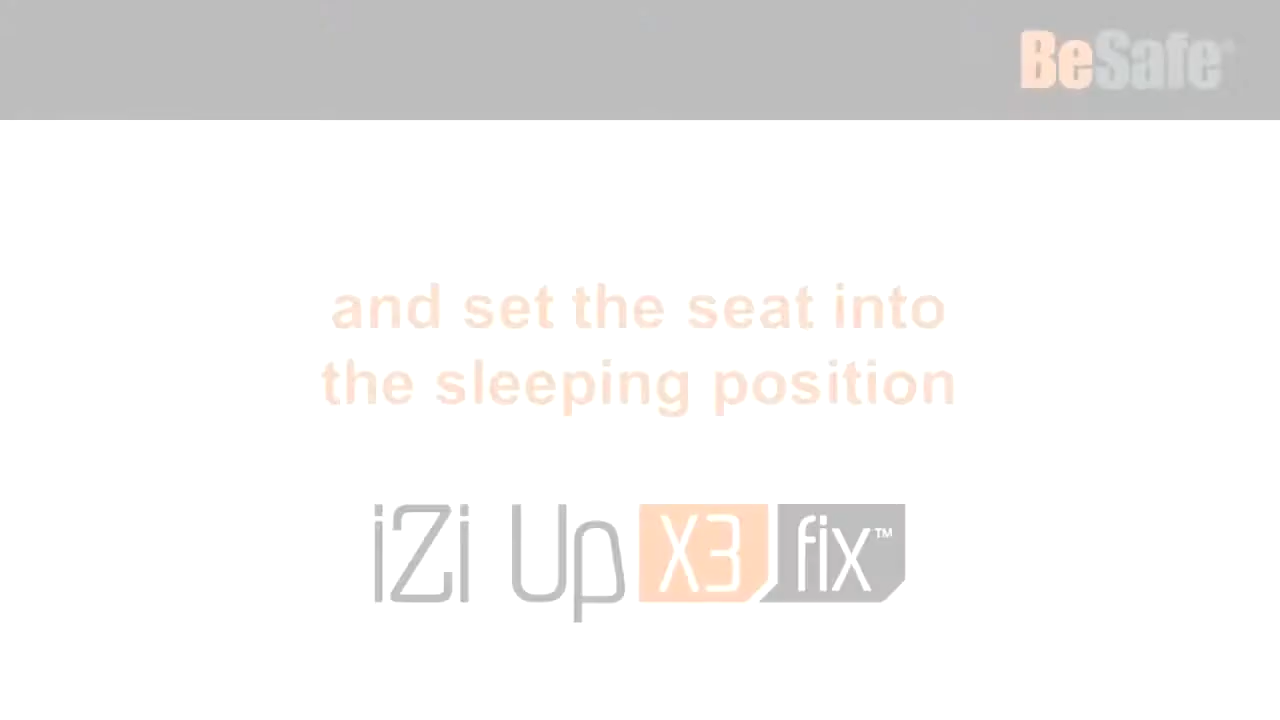 BeSafe®
and set the seat into
the sleeping position
iZi Up X3 fix™